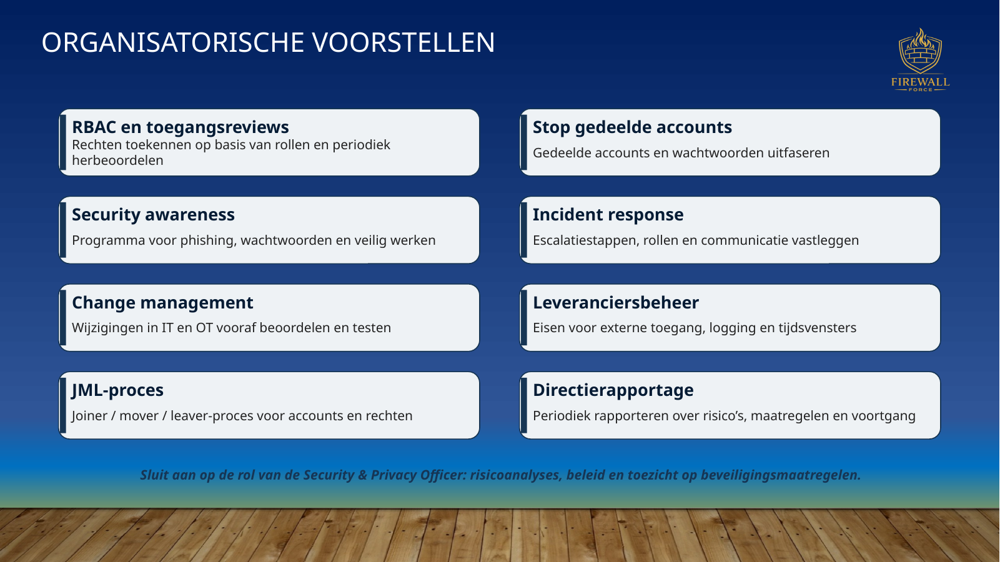 ORGANISATORISCHE VOORSTELLEN
FIREWALL
FORCE
RBAC en toegangsreviews
Rechten toekennen op basis van rollen en periodiek
herbeoordelen
Stop gedeelde accounts
Gedeelde accounts en wachtwoorden uitfaseren
Security awareness
Programma voor phishing, wachtwoorden en veilig werken
Incident response
Escalatiestappen, rollen en communicatie vastleggen
Change management
Wijzigingen in IT en OT vooraf beoordelen en testen
Leveranciersbeheer
Eisen voor externe toegang, logging en tijdsvensters
JML-proces
Joiner / mover / leaver-proces voor accounts en rechten
Directierapportage
Periodiek rapporteren over risico’s, maatregelen en voortgang
Sluit aan op de rol van de Security & Privacy Officer: risicoanalyses, beleid en toezicht op beveiligingsmaatregelen.